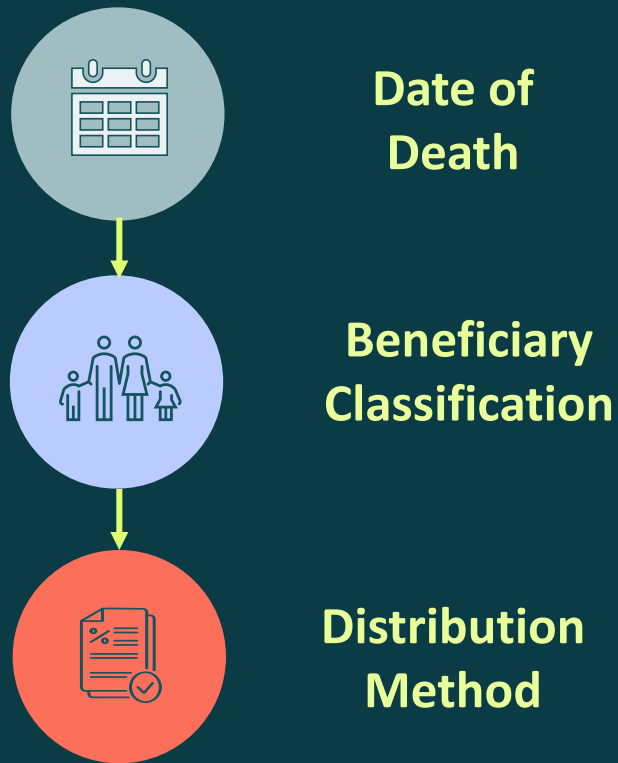 Date of
Death
Beneficiary
Classification
Distribution
Method